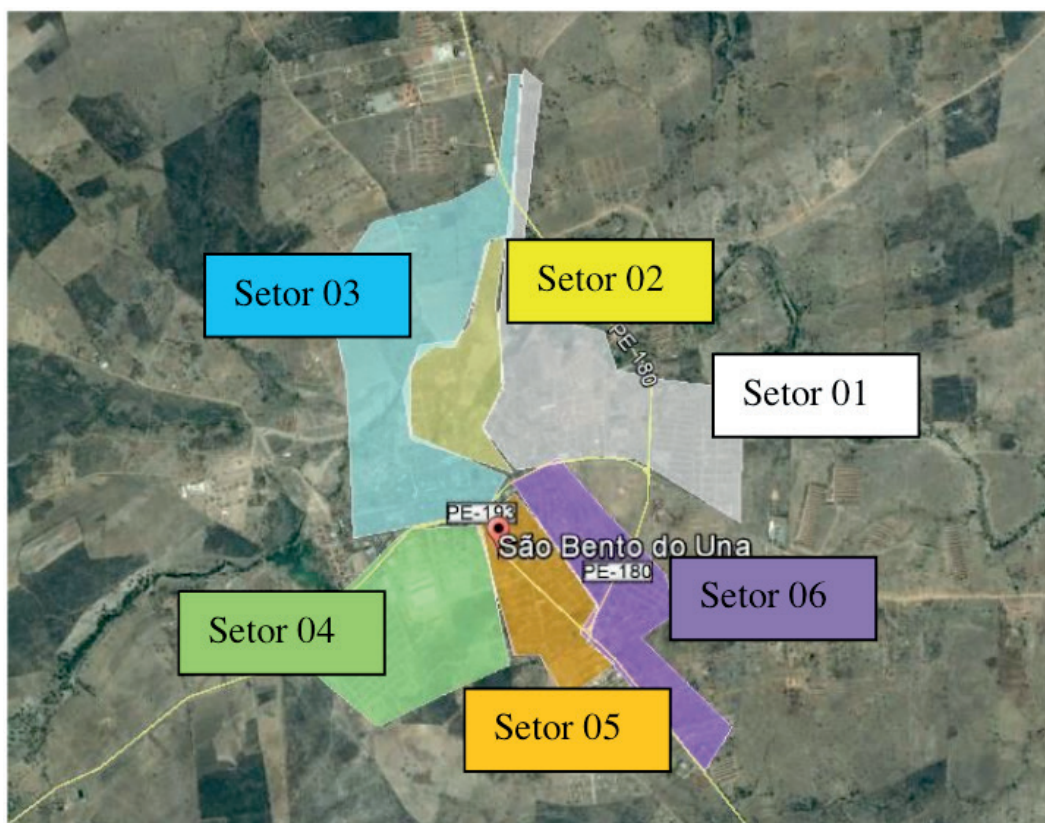 Setor 02
Setor 03
PE-180
Setor 01
PE-193
São Bento do Una
PE-180
Setor 06
Setor 04
Setor 05